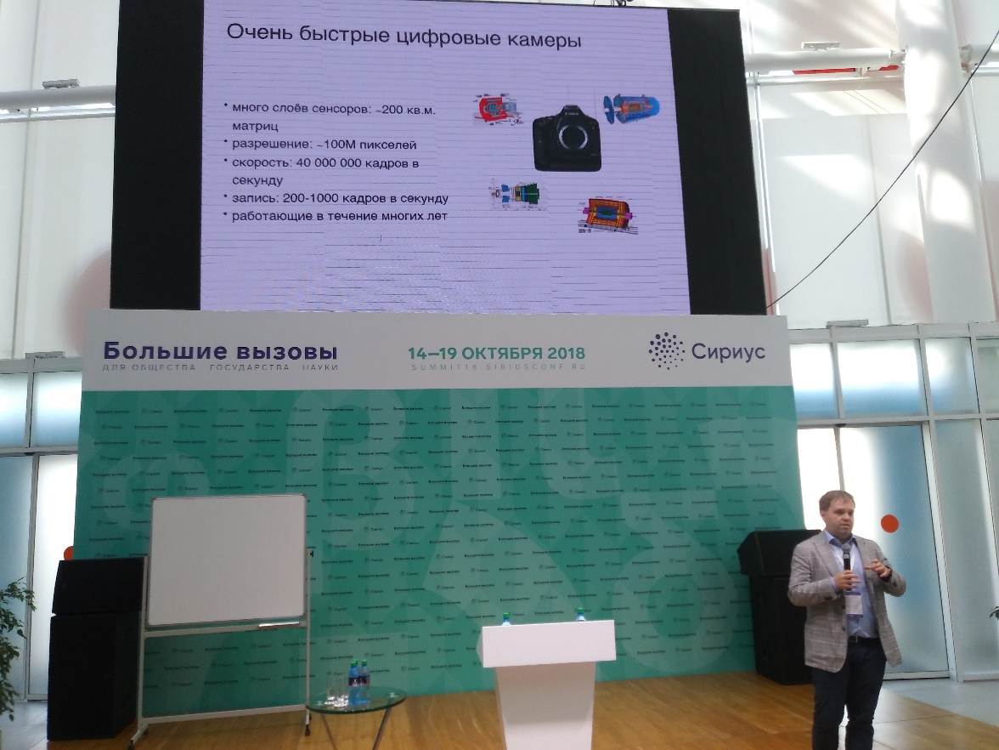 Очень быстрые цифровые камеры
• много слоёв сенсоров: ~200 кв.м.
матриц
• разрешение: ~100М пикселей
• скорость: 40 000 000 кадров в
секунду
• запись: 200-1000 кадров в секунду
• работающие в течение многих лет
Большие вызовы
ДЛЯ ОБЩЕСТВА ГОСУДАРСТВА НАУКИ
14—19 ОКТЯБРЯ 2018
SUMMIT18.SIRIUSCONF.RU
Сириус